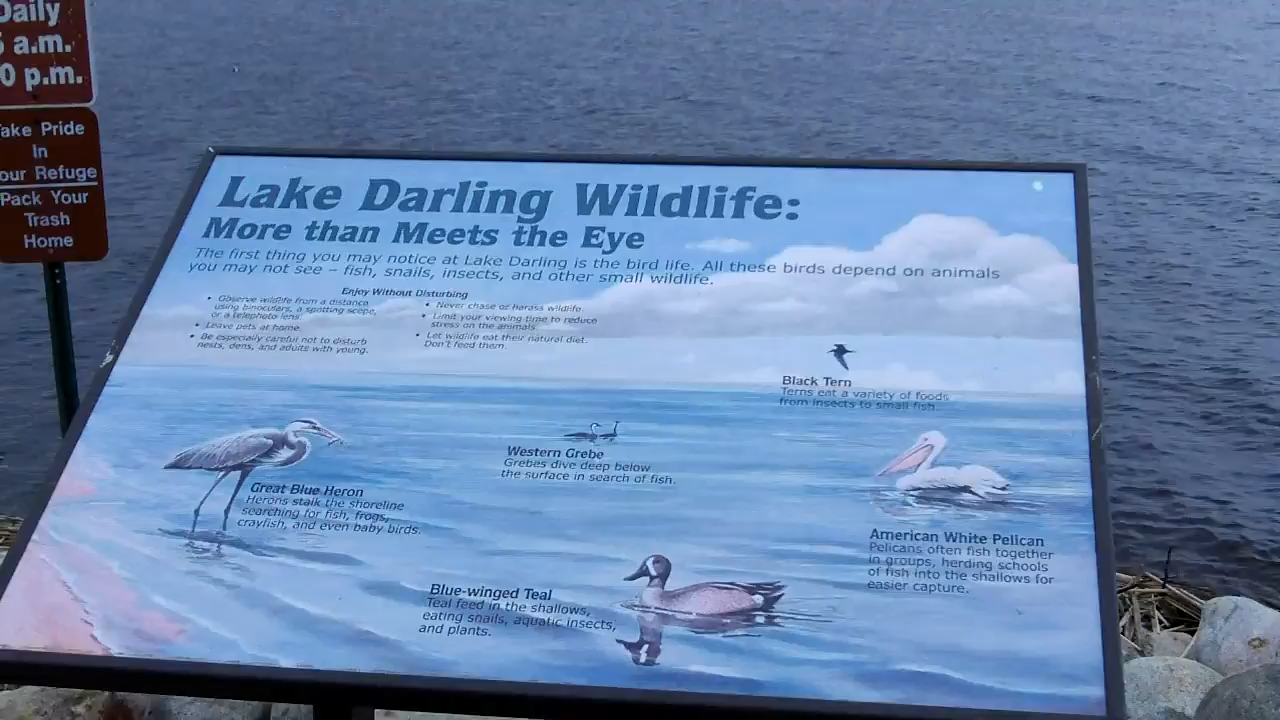 Daily
a.m.
p.m.
ake Pride
In
our Refuge
Pack Your
Trash
Home
Lake Darling Wildlife:
More than Meets the Eye
The first thing you may notice at Lake Darling is the bird life. All these birds depend on animals
you may not see – fish, snails, insects, and other small wildlife.
Enjoy Without Disturbing
• Observe wildlife from a distance
using binoculars, a spotting scope,
or a telephoto lens.
• Leave pets at home.
• Be especially careful not to disturb
nests, dens, and adults with young.
• Never chase or harass wildlife.
• Limit your viewing time to reduce
stress on the animals.
• Let wildlife eat their natural diet.
Don't feed them.
Black Tern
Terns eat a variety of foods
from insects to small fish.
Western Grebe
Grebes dive deep below
the surface in search of fish.
Great Blue Heron
Herons stalk the shoreline
searching for fish, frogs,
crayfish, and even baby birds.
American White Pelican
Pelicans often fish together
in groups, herding schools
of fish into the shallows for
easier capture.
Blue-winged Teal
Teal feed in the shallows,
eating snails, aquatic insects,
and plants.